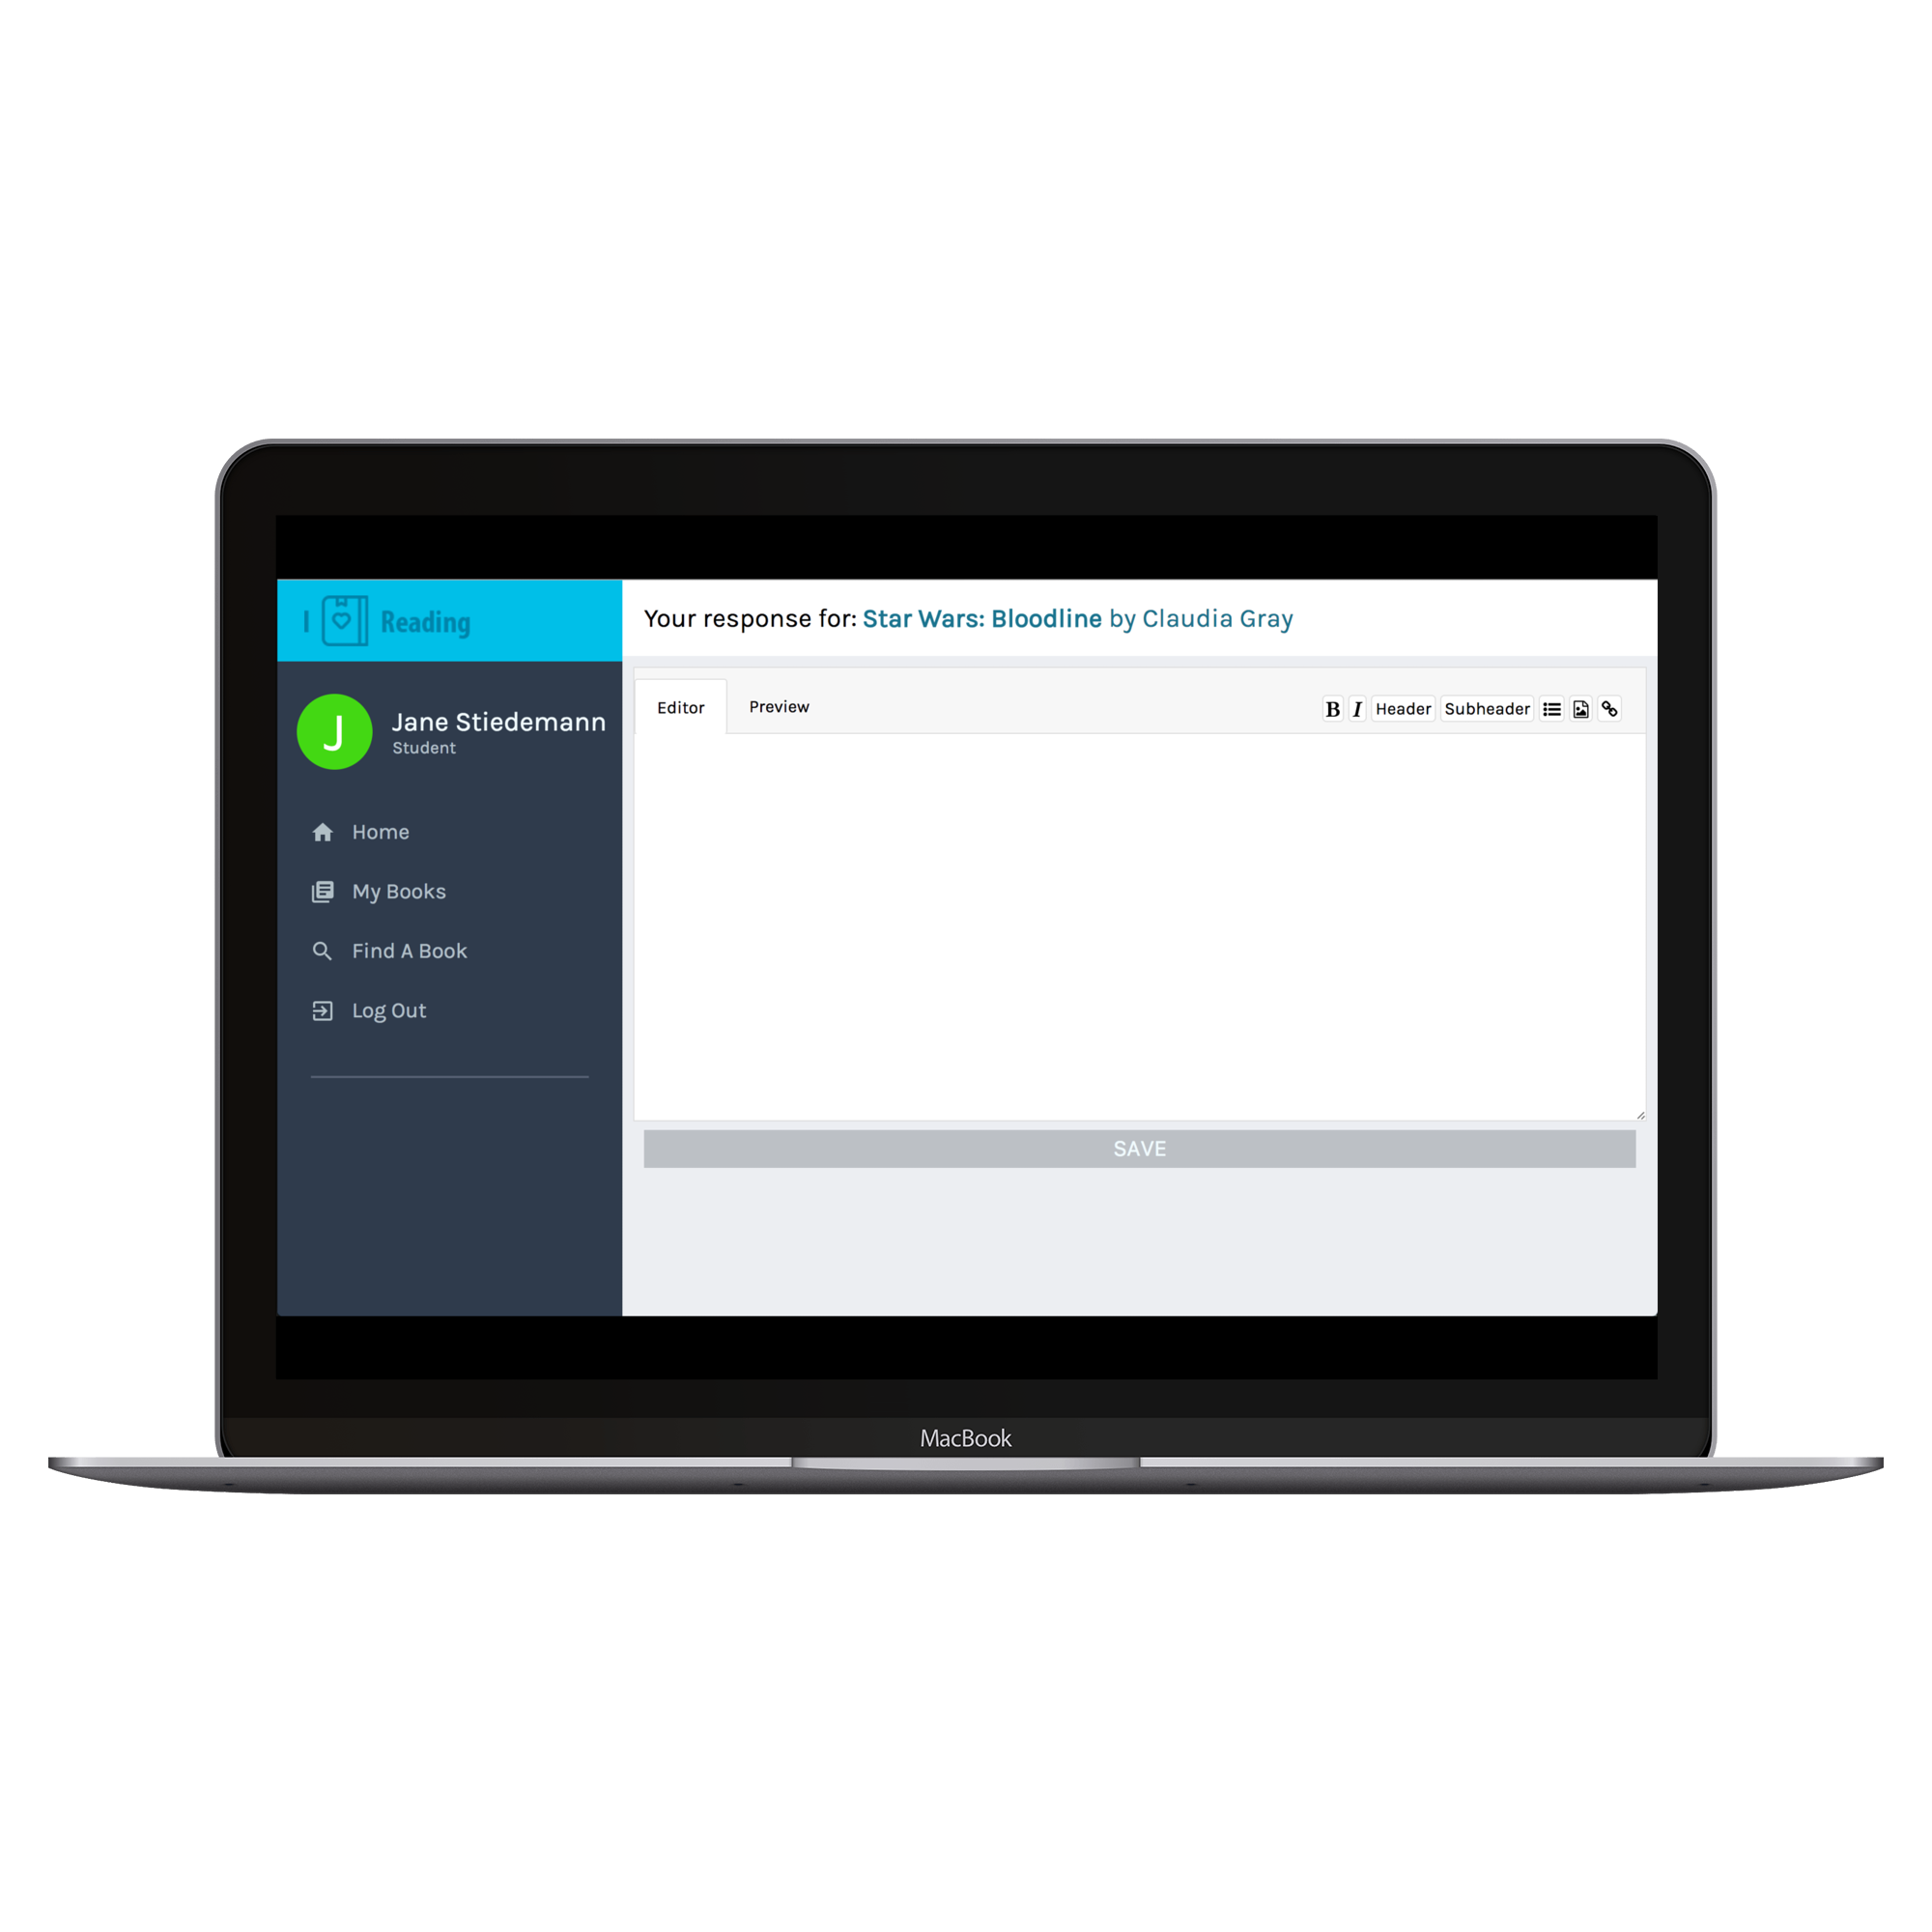 I Reading
Your response for: Star Wars: Bloodline by Claudia Gray
J
Jane Stiedemann
Student
Home
My Books
Find A Book
Log Out
Editor
Preview
B I Header Subheader
SAVE
MacBook